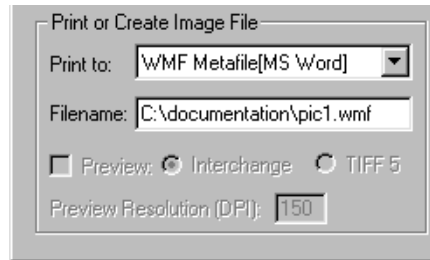 Print or Create Image File
Print to: WMF Metafile[MS Word]
Filename: C:\documentation\pic1.wmf
Preview: Interchange TIFF 5
Preview Resolution (DPI): 150